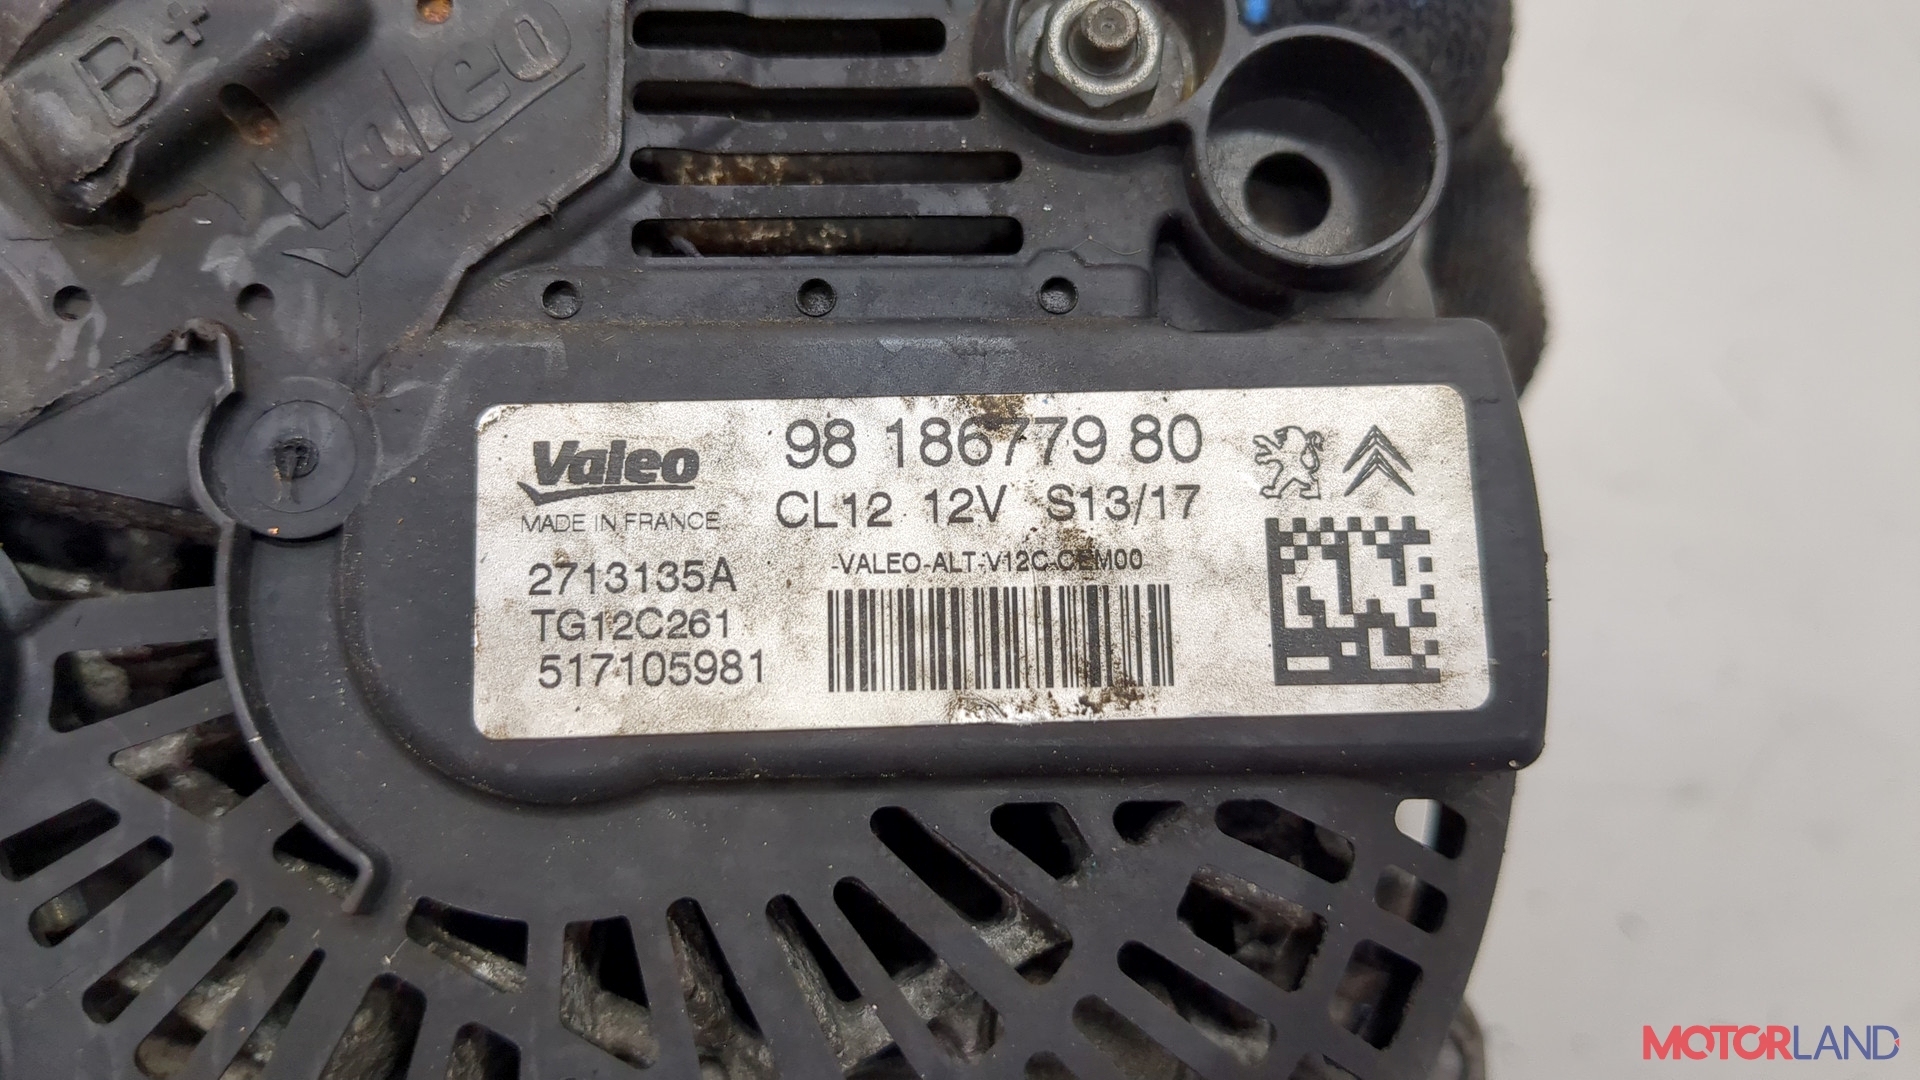 B+
Valeo
Valeo
MADE IN FRANCE
2713135A
TG12C261
517105981
98 186779 80
CL12 12V S13/17
-VALEO-ALT-V12C-CEM00-
MOTORLAND